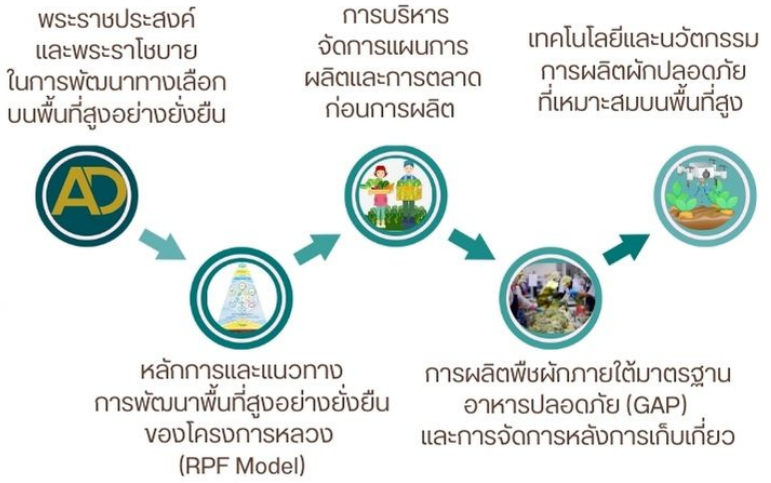 พระราชประสงค์
และพระราโชบาย
ในการพัฒนาทางเลือก
บนพื้นที่สูงอย่างยั่งยืน
AD
หลักการและแนวทาง
การพัฒนาพื้นที่สูงอย่างยั่งยืน
ของโครงการหลวง
(RPF Model)
การบริหาร
จัดการแผนการ
ผลิตและการตลาด
ก่อนการผลิต
การผลิตพืชผักภายใต้มาตรฐาน
อาหารปลอดภัย (GAP)
และการจัดการหลังการเก็บเกี่ยว
เทคโนโลยีและนวัตกรรม
การผลิตผักปลอดภัย
ที่เหมาะสมบนพื้นที่สูง